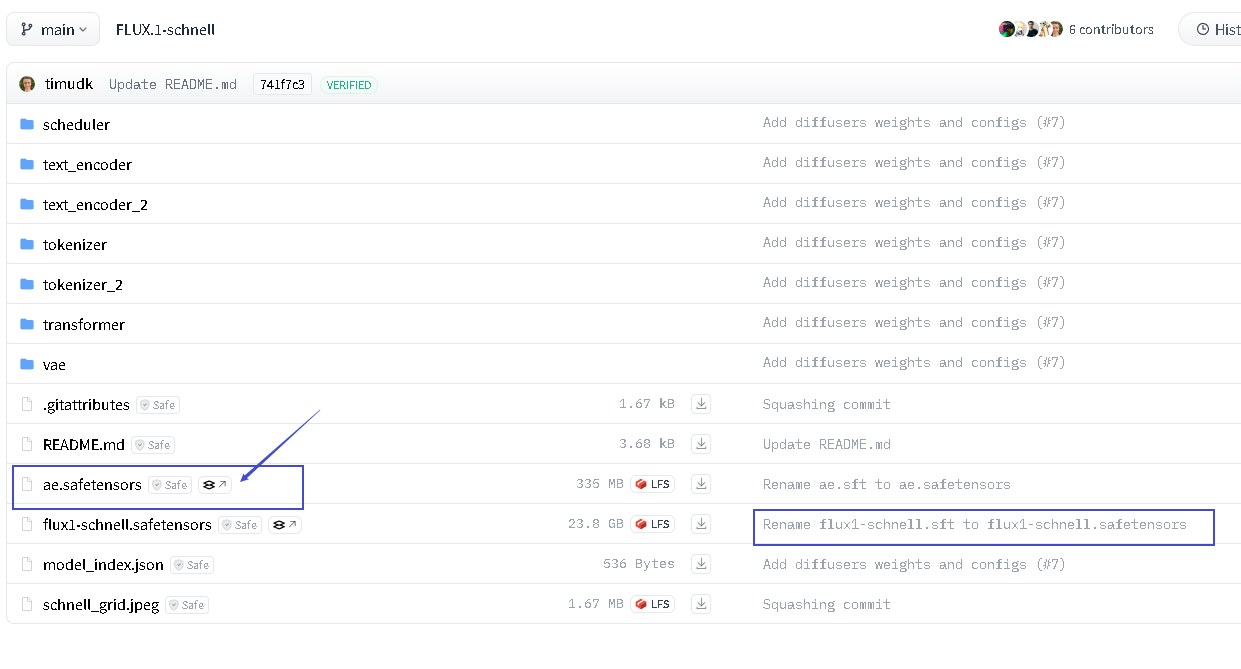 main FLUX.1-schnell 6 contributors Hist
timudk Update README.md 741f7c3 VERIFIED
scheduler Add diffusers weights and configs (#7)
text_encoder Add diffusers weights and configs (#7)
text_encoder_2 Add diffusers weights and configs (#7)
tokenizer Add diffusers weights and configs (#7)
tokenizer_2 Add diffusers weights and configs (#7)
transformer Add diffusers weights and configs (#7)
vae Add diffusers weights and configs (#7)
.gitattributes Safe 1.67 kB Squashing commit
README.md Safe 3.68 kB Update README.md
ae.safetensors Safe 335 MB LFS Rename ae.sft to ae.safetensors
flux1-schnell.safetensors Safe 23.8 GB LFS Rename flux1-schnell.sft to flux1-schnell.safetensors
model_index.json Safe 536 Bytes Add diffusers weights and configs (#7)
schnell_grid.jpeg Safe 1.67 MB LFS Squashing commit